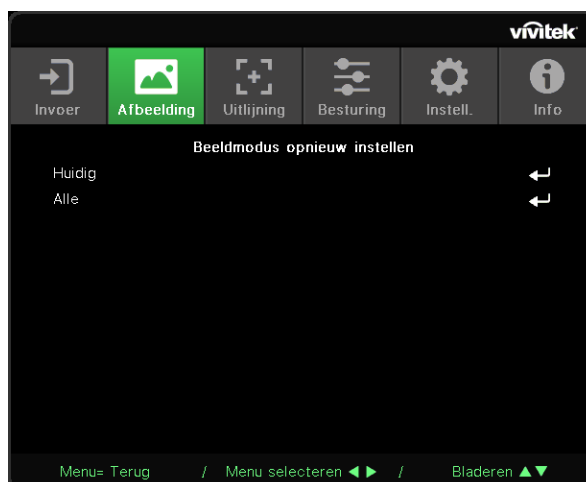 vivitek
Invoer Afbeelding Uitlijning Besturing Instell. Info
Beeldmodus opnieuw instellen
Huidig
Alle
Menu= Terug / Menu selecteren ◀ ▶ / Bladeren ▲▼